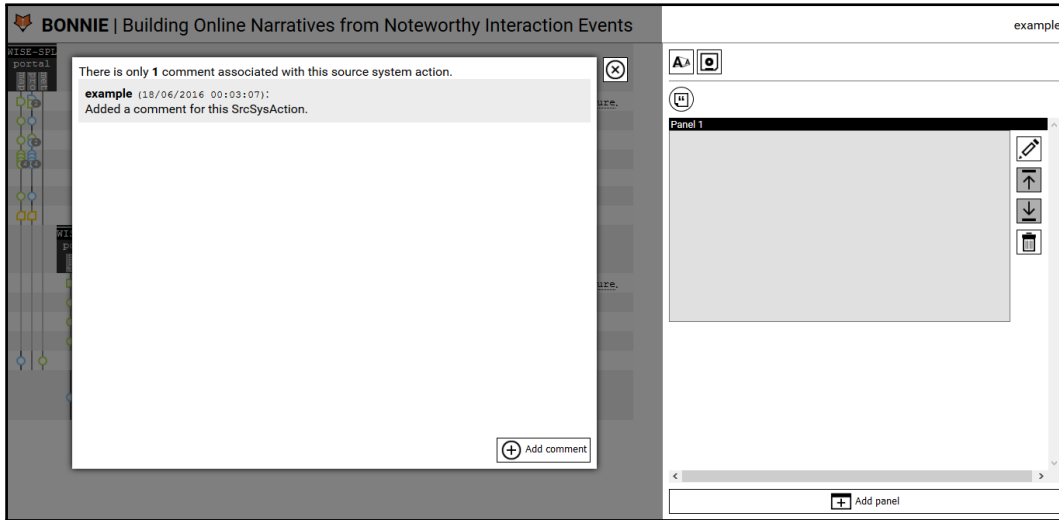 BONNIE | Building Online Narratives from Noteworthy Interaction Events
example
WISE-SPL
portal
There is only 1 comment associated with this source system action.
example (18/06/2016 00:03:07):
Added a comment for this SrcSysAction.
ure.
ure.
Add comment
Panel 1
Add panel